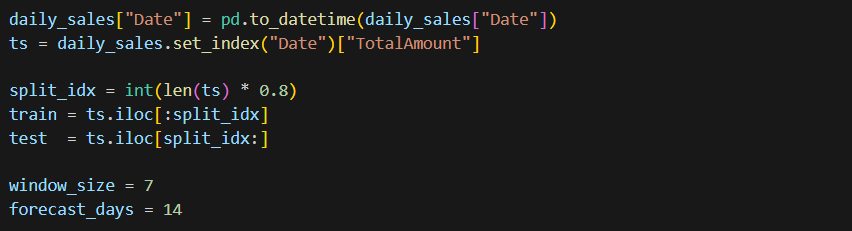 daily_sales["Date"] = pd.to_datetime(daily_sales["Date"])
ts = daily_sales.set_index("Date")["TotalAmount"]

split_idx = int(len(ts) * 0.8)
train = ts.iloc[:split_idx]
test  = ts.iloc[split_idx:]

window_size = 7
forecast_days = 14